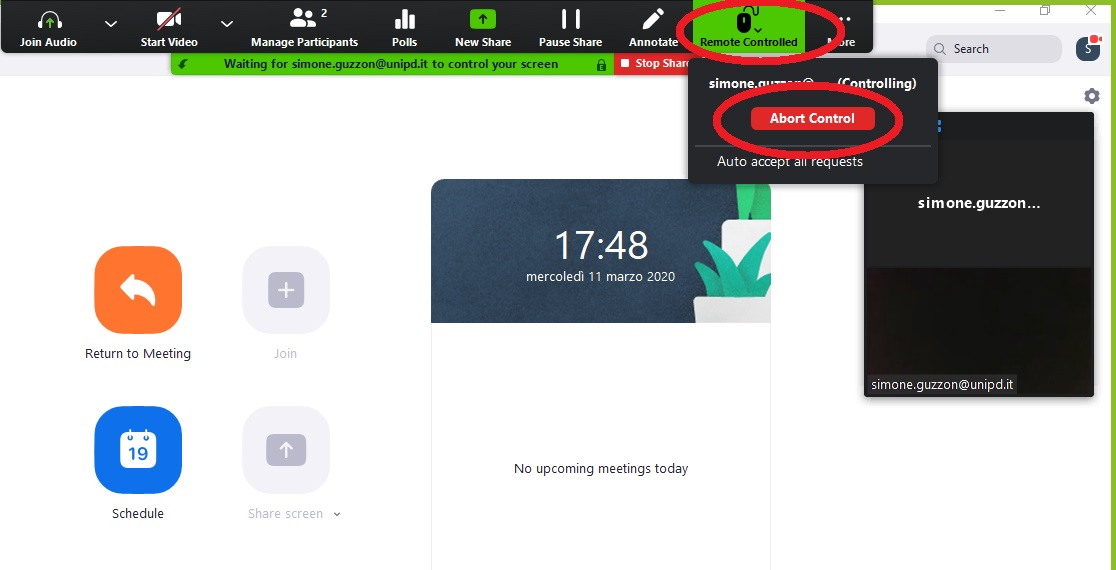 Join Audio
Start Video
2
Manage Participants
Polls
New Share
Pause Share
Annotate
Remote Controlled
More
Waiting for simone.guzzon@unipd.it to control your screen
Stop Share
Search
S
simone.guzzon@... (Controlling)
Abort Control
Auto accept all requests
simone.guzzon...
simone.guzzon@unipd.it
17:48
mercoledì 11 marzo 2020
Return to Meeting
Join
19
Schedule
Share screen
No upcoming meetings today